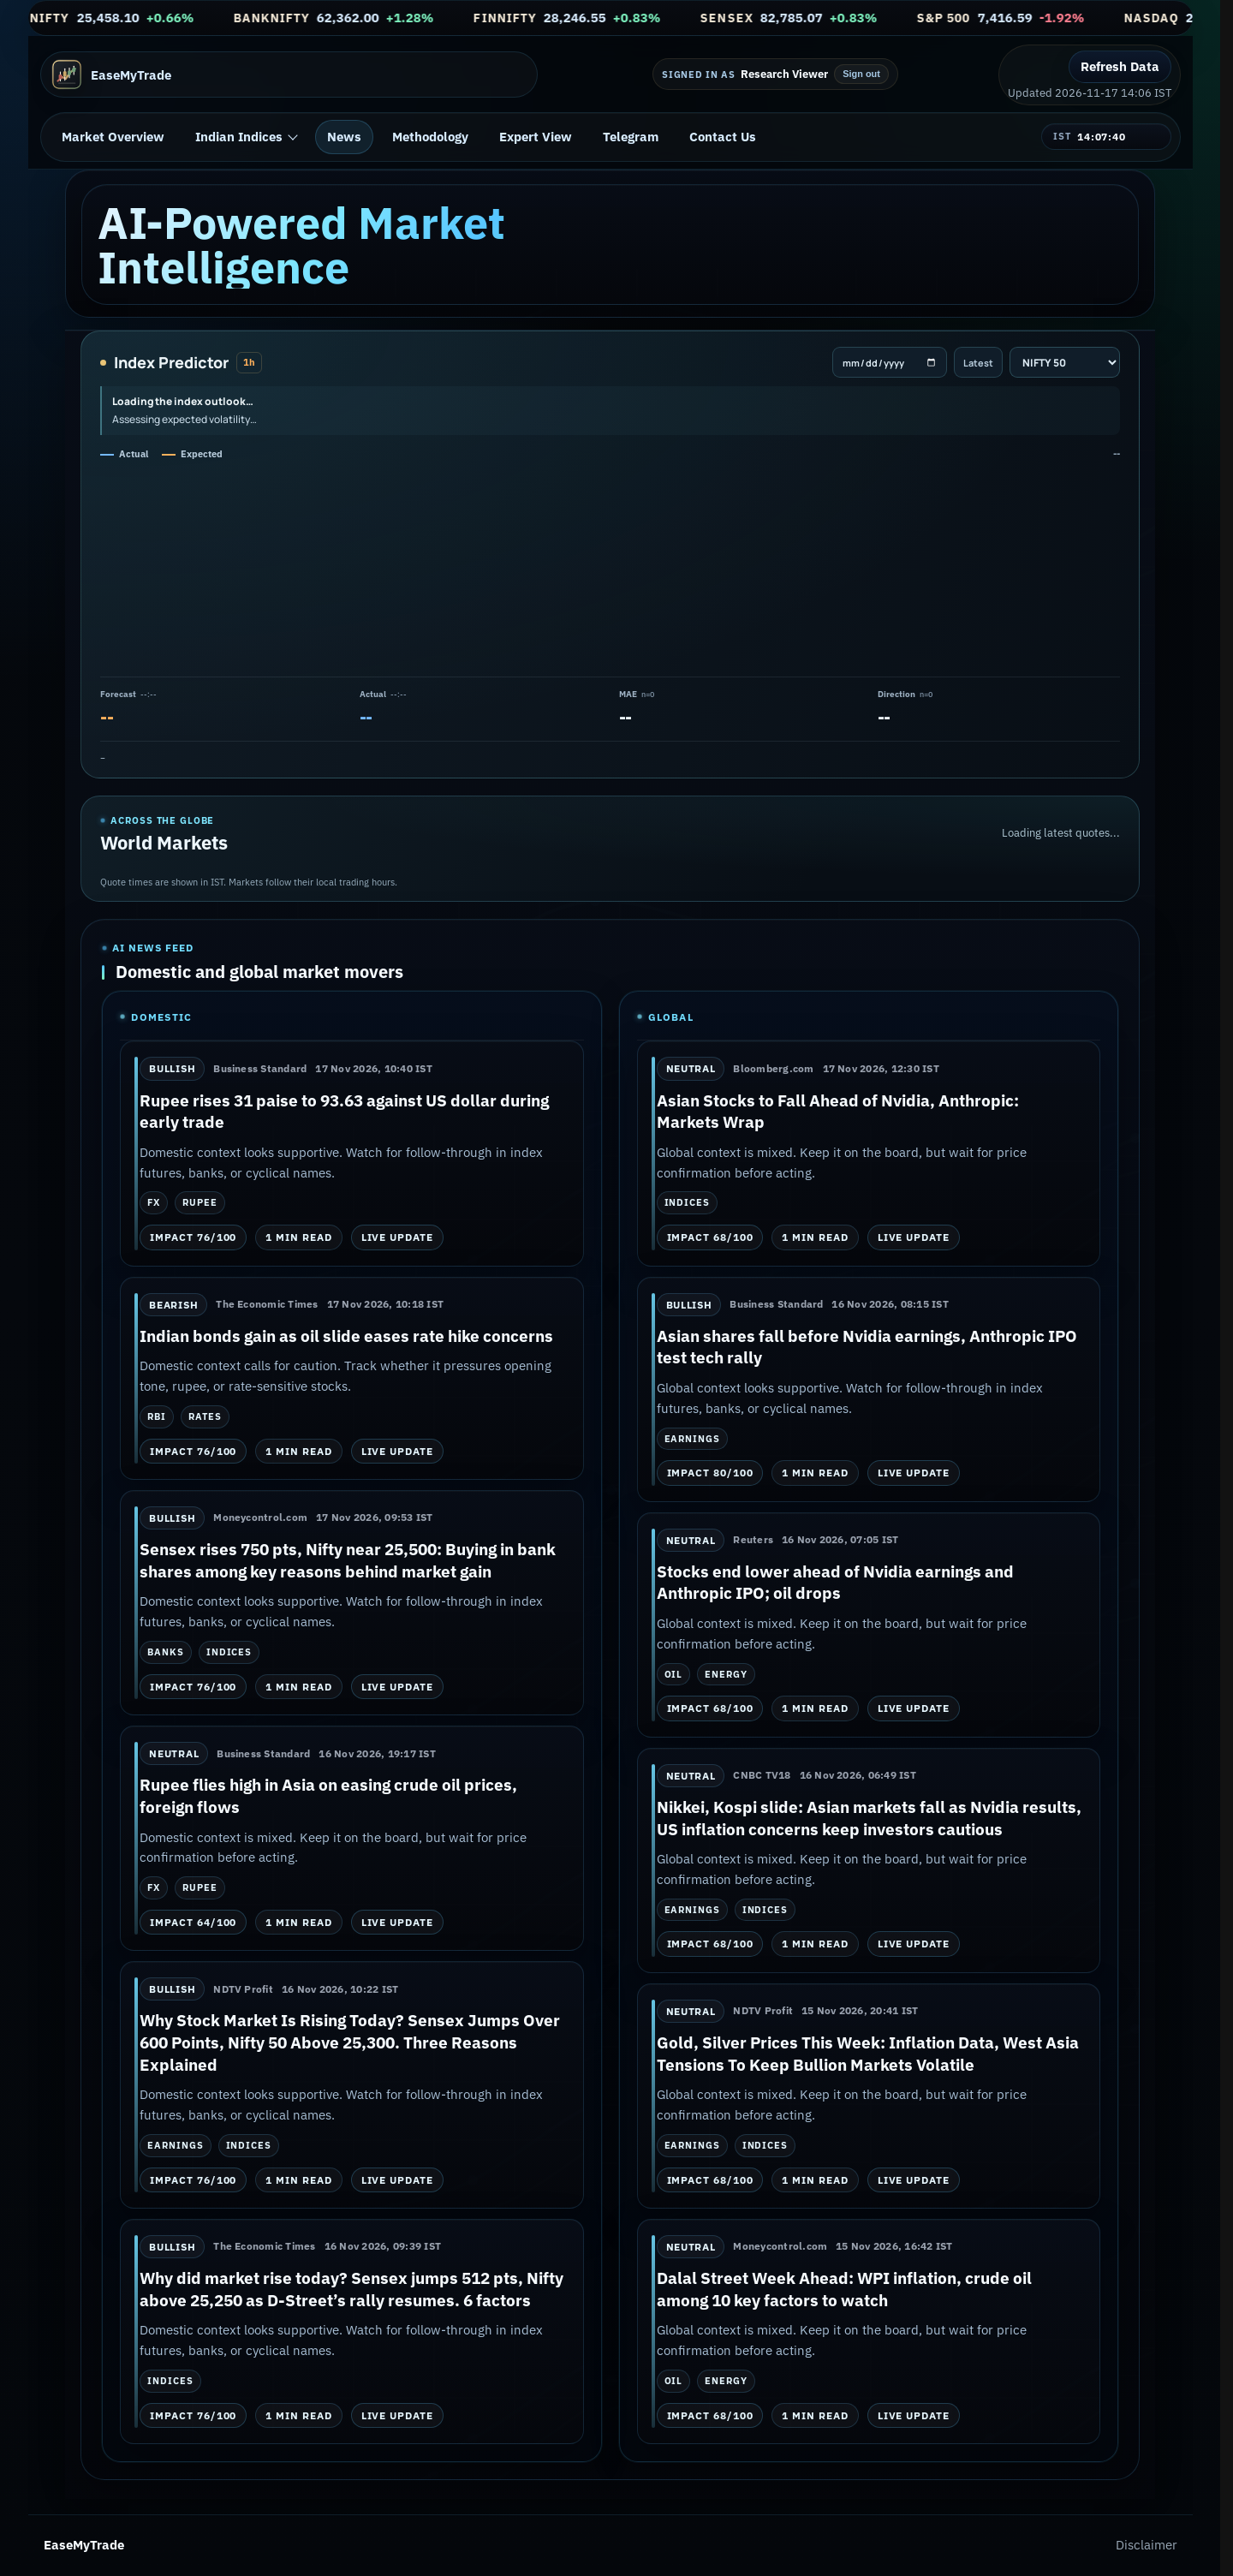 NIFTY 25,458.10 +0.66% BANKNIFTY 62,362.00 +1.28% FINNIFTY 28,246.55 +0.83% SENSEX 82,785.07 +0.83% S&P 500 7,416.59 -1.92% NASDAQ 2
EaseMyTrade
SIGNED IN AS Research Viewer Sign out
Refresh Data
Updated 2026-11-17 14:06 IST
Market Overview Indian Indices News Methodology Expert View Telegram Contact Us
IST 14:07:40
AI-Powered Market
Intelligence
Index Predictor 1h
mm/dd/yyyy Latest NIFTY 50
Loading the index outlook...
Assessing expected volatility...
Actual Expected --
Forecast --:-- Actual --:-- MAE n=0 Direction n=0
-- -- -- --
-
ACROSS THE GLOBE
World Markets
Loading latest quotes...
Quote times are shown in IST. Markets follow their local trading hours.
AI NEWS FEED
Domestic and global market movers
DOMESTIC
BULLISH Business Standard 17 Nov 2026, 10:40 IST
Rupee rises 31 paise to 93.63 against US dollar during
early trade
Domestic context looks supportive. Watch for follow-through in index
futures, banks, or cyclical names.
FX RUPEE
IMPACT 76/100 1 MIN READ LIVE UPDATE
BEARISH The Economic Times 17 Nov 2026, 10:18 IST
Indian bonds gain as oil slide eases rate hike concerns
Domestic context calls for caution. Track whether it pressures opening
tone, rupee, or rate-sensitive stocks.
RBI RATES
IMPACT 76/100 1 MIN READ LIVE UPDATE
BULLISH Moneycontrol.com 17 Nov 2026, 09:53 IST
Sensex rises 750 pts, Nifty near 25,500: Buying in bank
shares among key reasons behind market gain
Domestic context looks supportive. Watch for follow-through in index
futures, banks, or cyclical names.
BANKS INDICES
IMPACT 76/100 1 MIN READ LIVE UPDATE
NEUTRAL Business Standard 16 Nov 2026, 19:17 IST
Rupee flies high in Asia on easing crude oil prices,
foreign flows
Domestic context is mixed. Keep it on the board, but wait for price
confirmation before acting.
FX RUPEE
IMPACT 64/100 1 MIN READ LIVE UPDATE
BULLISH NDTV Profit 16 Nov 2026, 10:22 IST
Why Stock Market Is Rising Today? Sensex Jumps Over
600 Points, Nifty 50 Above 25,300. Three Reasons
Explained
Domestic context looks supportive. Watch for follow-through in index
futures, banks, or cyclical names.
EARNINGS INDICES
IMPACT 76/100 1 MIN READ LIVE UPDATE
BULLISH The Economic Times 16 Nov 2026, 09:39 IST
Why did market rise today? Sensex jumps 512 pts, Nifty
above 25,250 as D-Street’s rally resumes. 6 factors
Domestic context looks supportive. Watch for follow-through in index
futures, banks, or cyclical names.
INDICES
IMPACT 76/100 1 MIN READ LIVE UPDATE
GLOBAL
NEUTRAL Bloomberg.com 17 Nov 2026, 12:30 IST
Asian Stocks to Fall Ahead of Nvidia, Anthropic:
Markets Wrap
Global context is mixed. Keep it on the board, but wait for price
confirmation before acting.
INDICES
IMPACT 68/100 1 MIN READ LIVE UPDATE
BULLISH Business Standard 16 Nov 2026, 08:15 IST
Asian shares fall before Nvidia earnings, Anthropic IPO
test tech rally
Global context looks supportive. Watch for follow-through in index
futures, banks, or cyclical names.
EARNINGS
IMPACT 80/100 1 MIN READ LIVE UPDATE
NEUTRAL Reuters 16 Nov 2026, 07:05 IST
Stocks end lower ahead of Nvidia earnings and
Anthropic IPO; oil drops
Global context is mixed. Keep it on the board, but wait for price
confirmation before acting.
OIL ENERGY
IMPACT 68/100 1 MIN READ LIVE UPDATE
NEUTRAL CNBC TV18 16 Nov 2026, 06:49 IST
Nikkei, Kospi slide: Asian markets fall as Nvidia results,
US inflation concerns keep investors cautious
Global context is mixed. Keep it on the board, but wait for price
confirmation before acting.
EARNINGS INDICES
IMPACT 68/100 1 MIN READ LIVE UPDATE
NEUTRAL NDTV Profit 15 Nov 2026, 20:41 IST
Gold, Silver Prices This Week: Inflation Data, West Asia
Tensions To Keep Bullion Markets Volatile
Global context is mixed. Keep it on the board, but wait for price
confirmation before acting.
EARNINGS INDICES
IMPACT 68/100 1 MIN READ LIVE UPDATE
NEUTRAL Moneycontrol.com 15 Nov 2026, 16:42 IST
Dalal Street Week Ahead: WPI inflation, crude oil
among 10 key factors to watch
Global context is mixed. Keep it on the board, but wait for price
confirmation before acting.
OIL ENERGY
IMPACT 68/100 1 MIN READ LIVE UPDATE
EaseMyTrade
Disclaimer